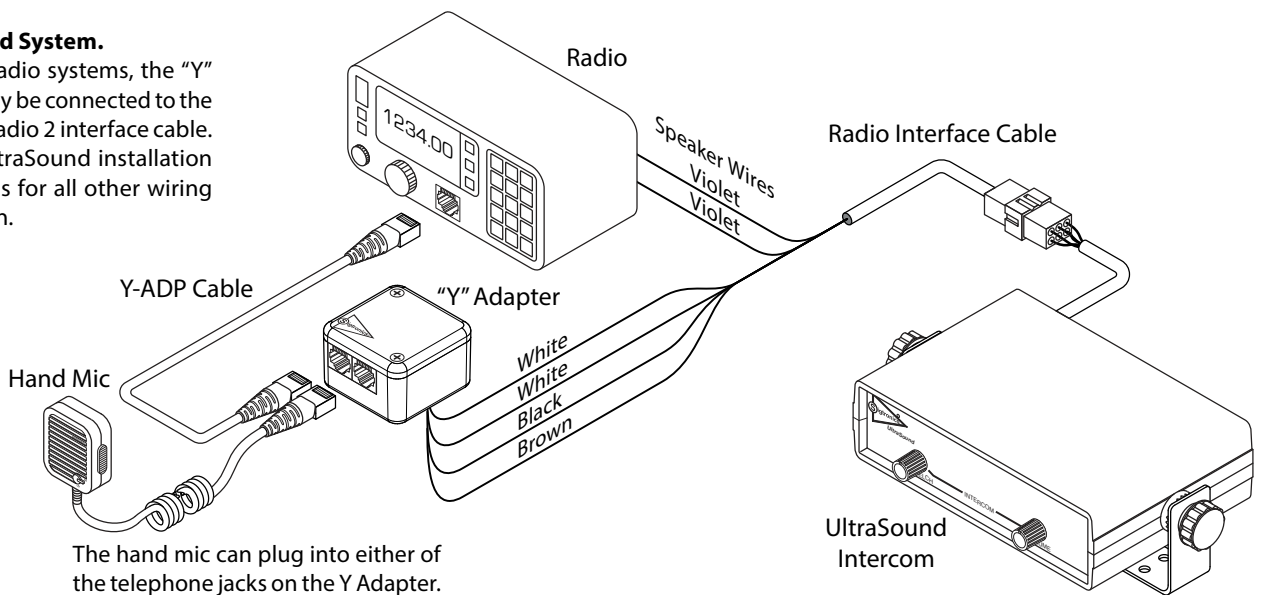 d System.
adio systems, the “Y”
y be connected to the
adio 2 interface cable.
traSound installation
s for all other wiring
n.
Radio
1234.00
Speaker Wires
Violet
Violet
Radio Interface Cable
Y-ADP Cable
“Y” Adapter
Hand Mic
White
White
Black
Brown
UltraSound
INTERCOM
UltraSound
Intercom
The hand mic can plug into either of
the telephone jacks on the Y Adapter.